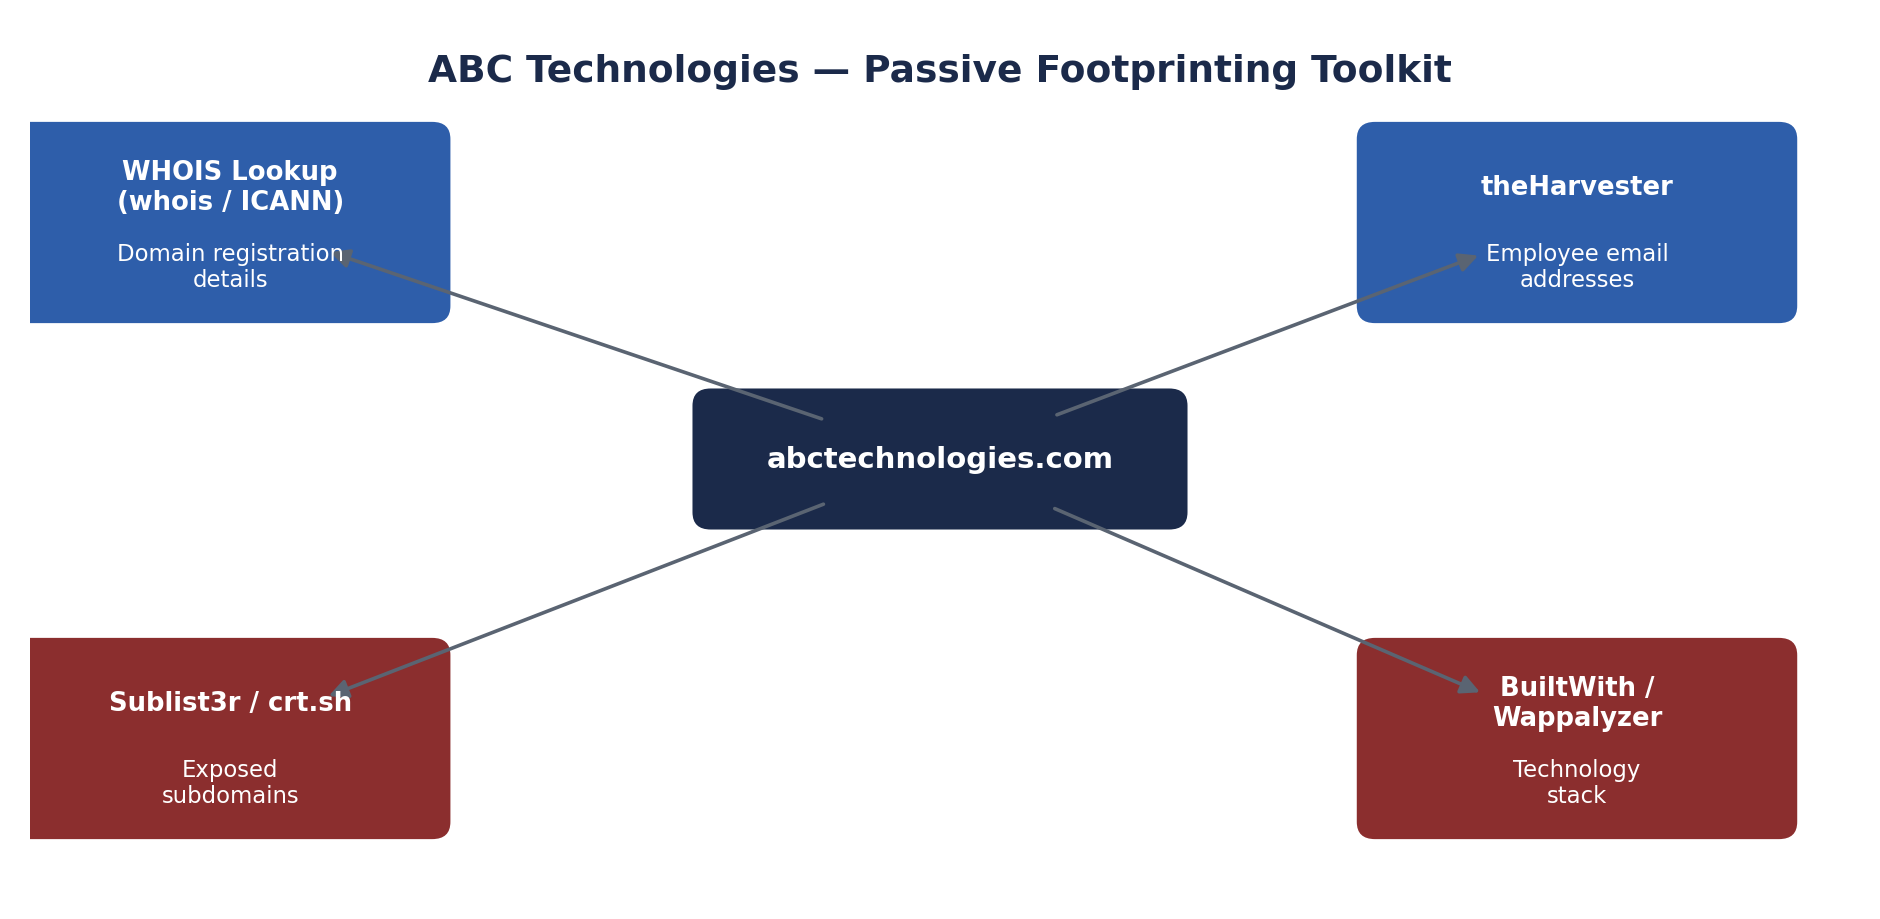 ABC Technologies — Passive Footprinting Toolkit
WHOIS Lookup
(whois / ICANN)
Domain registration
details
theHarvester
Employee email
addresses
abctechnologies.com
Sublist3r / crt.sh
Exposed
subdomains
BuiltWith /
Wappalyzer
Technology
stack